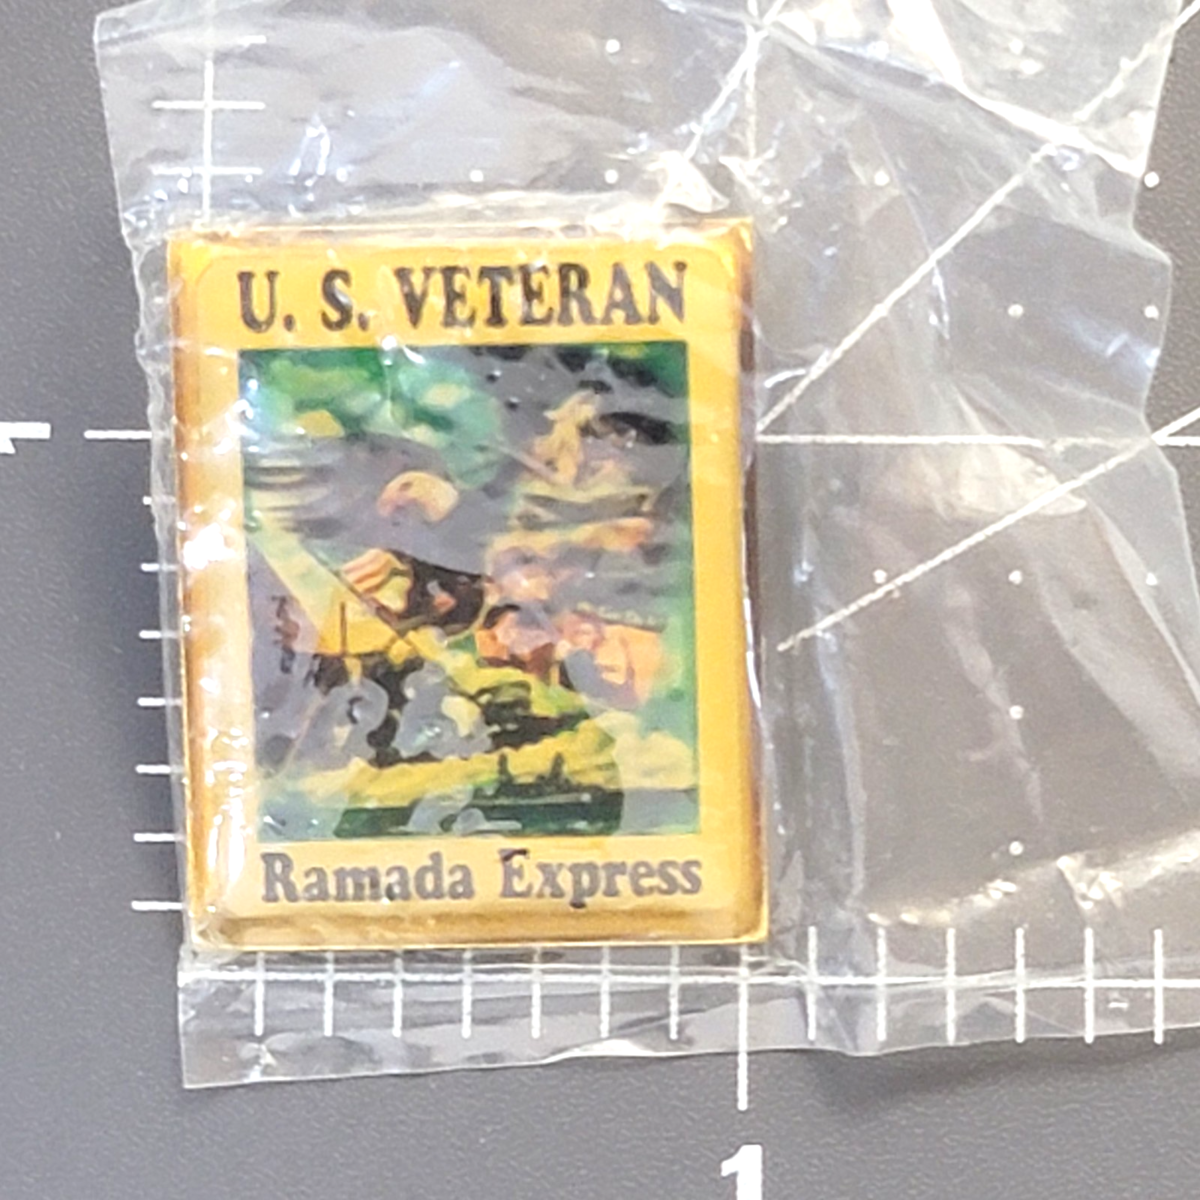 U. S. VETERAN
Ramada Express
1